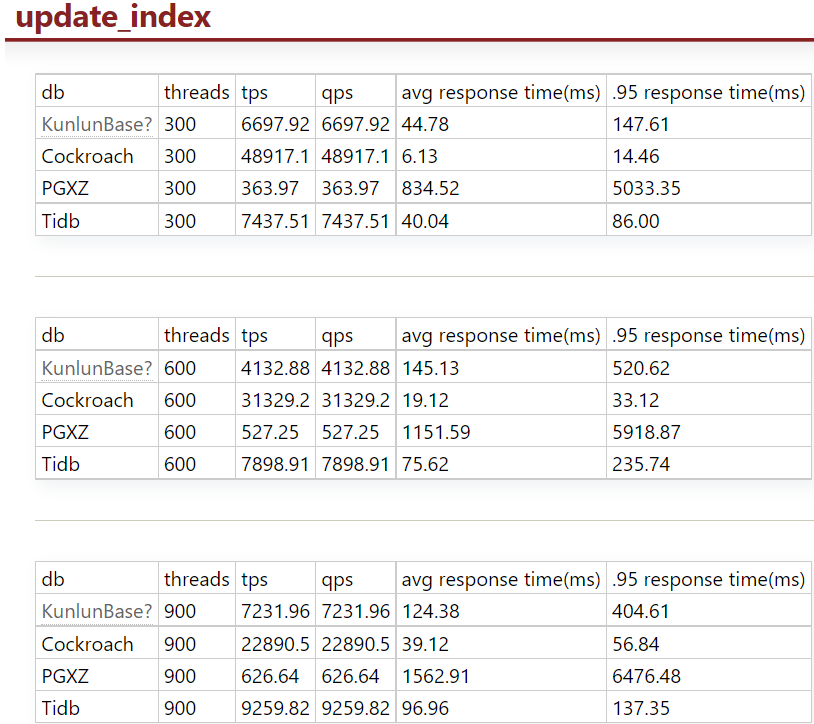 update_index
db threads tps qps avg response time(ms) .95 response time(ms)
KunlunBase? 300 6697.92 6697.92 44.78 147.61
Cockroach 300 48917.1 48917.1 6.13 14.46
PGXZ 300 363.97 363.97 834.52 5033.35
Tidb 300 7437.51 7437.51 40.04 86.00
db threads tps qps avg response time(ms) .95 response time(ms)
KunlunBase? 600 4132.88 4132.88 145.13 520.62
Cockroach 600 31329.2 31329.2 19.12 33.12
PGXZ 600 527.25 527.25 1151.59 5918.87
Tidb 600 7898.91 7898.91 75.62 235.74
db threads tps qps avg response time(ms) .95 response time(ms)
KunlunBase? 900 7231.96 7231.96 124.38 404.61
Cockroach 900 22890.5 22890.5 39.12 56.84
PGXZ 900 626.64 626.64 1562.91 6476.48
Tidb 900 9259.82 9259.82 96.96 137.35